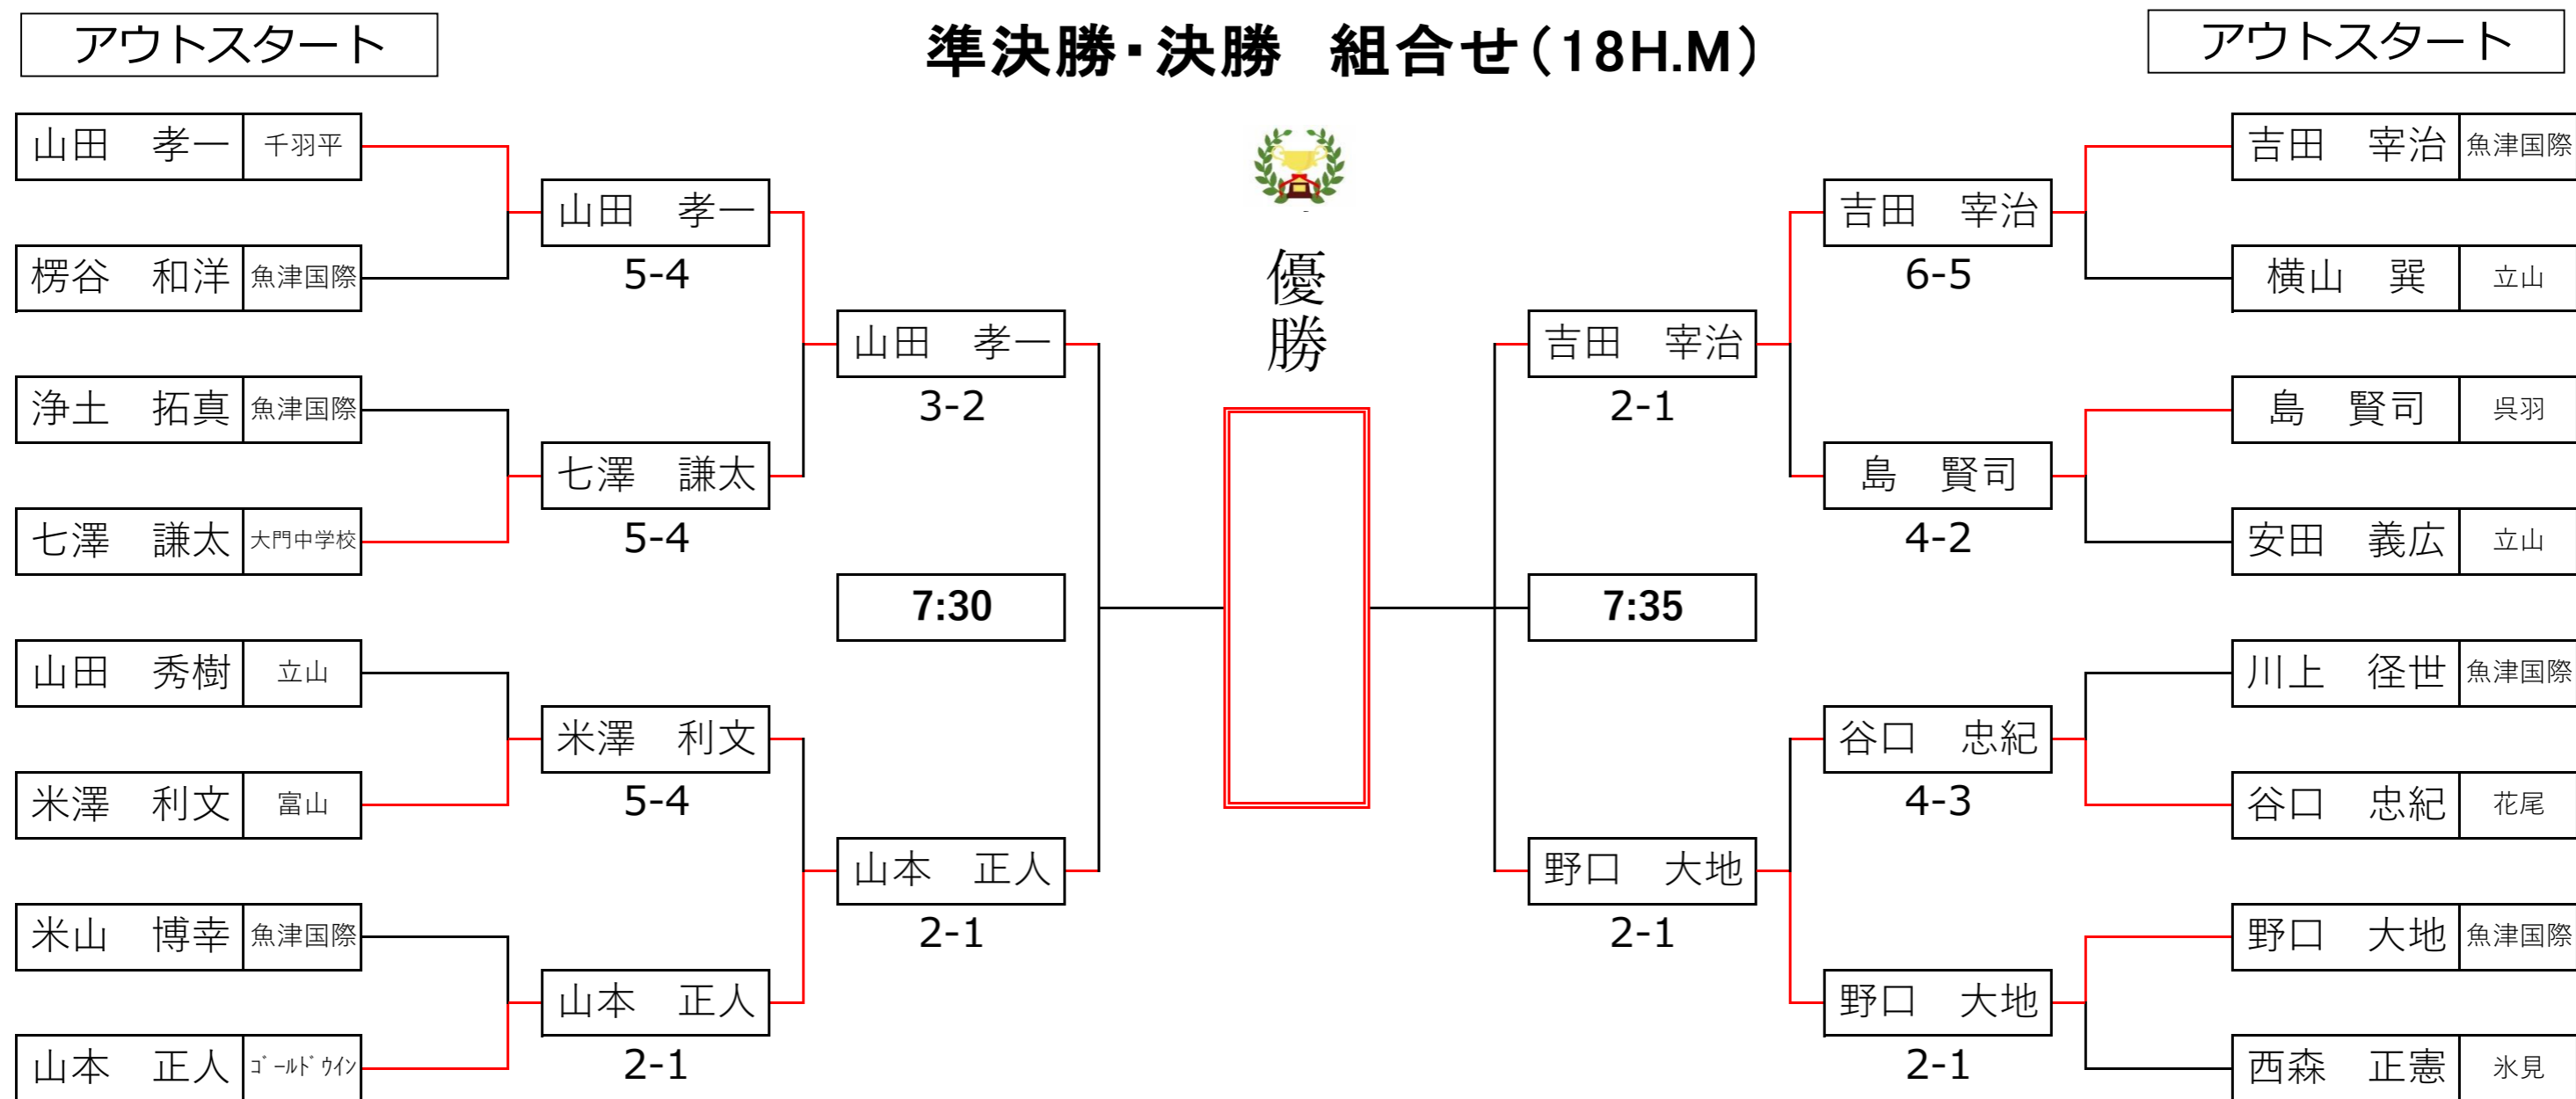 アウトスタート
準決勝・決勝　組合せ（18H.M）
アウトスタート
山田　孝一 千羽平
楞谷　和洋 魚津国際
浄土　拓真 魚津国際
七澤　謙太 大門中学校
山田　秀樹 立山
米澤　利文 富山
米山　博幸 魚津国際
山本　正人 ｺﾞｰﾙﾄﾞｳｲﾝ
山田　孝一
5-4
七澤　謙太
5-4
米澤　利文
5-4
山本　正人
2-1
山田　孝一
3-2
7:30
山本　正人
2-1
優勝
吉田　宰治
2-1
7:35
野口　大地
2-1
吉田　宰治
6-5
島　賢司
4-2
谷口　忠紀
4-3
野口　大地
2-1
吉田　宰治 魚津国際
横山　巽 立山
島　賢司 呉羽
安田　義広 立山
川上　径世 魚津国際
谷口　忠紀 花尾
野口　大地 魚津国際
西森　正憲 氷見